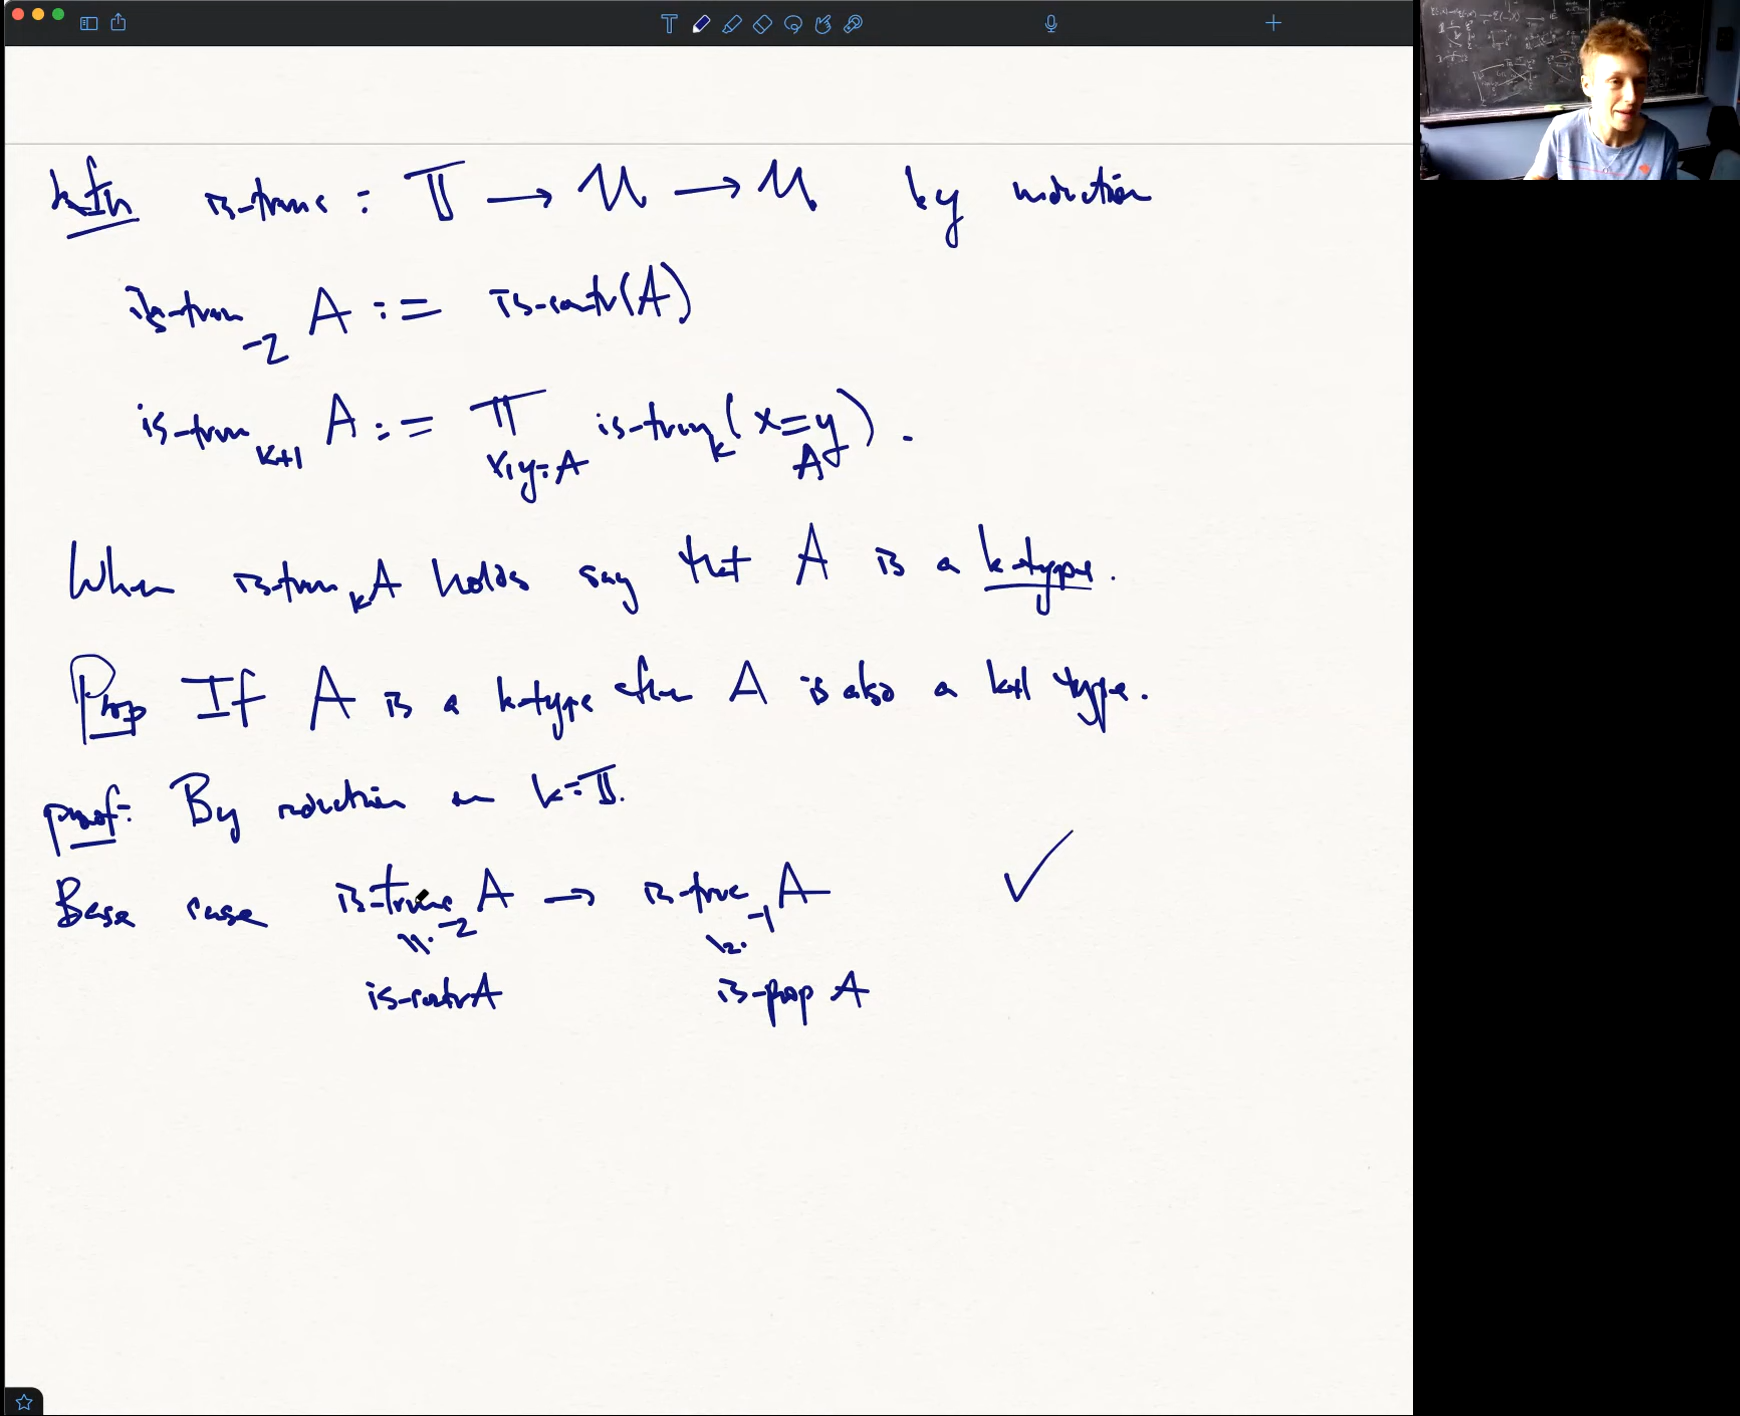 defn is-trunc : 𝕋 → 𝒰 → 𝒰 by induction
is-trunc₋₂ A := is-contr(A)
is-trunc_{k+1} A := Π_{x,y:A} is-trunc_k (x =_A y).
When is-trunc_k A holds say that A is a k-type.
Prop If A is a k-type then A is also a k+1 type.
proof: By induction on k:𝕋.
Base case is-trunc₋₂ A → is-trunc₋₁ A ✓
is-contr A is-prop A